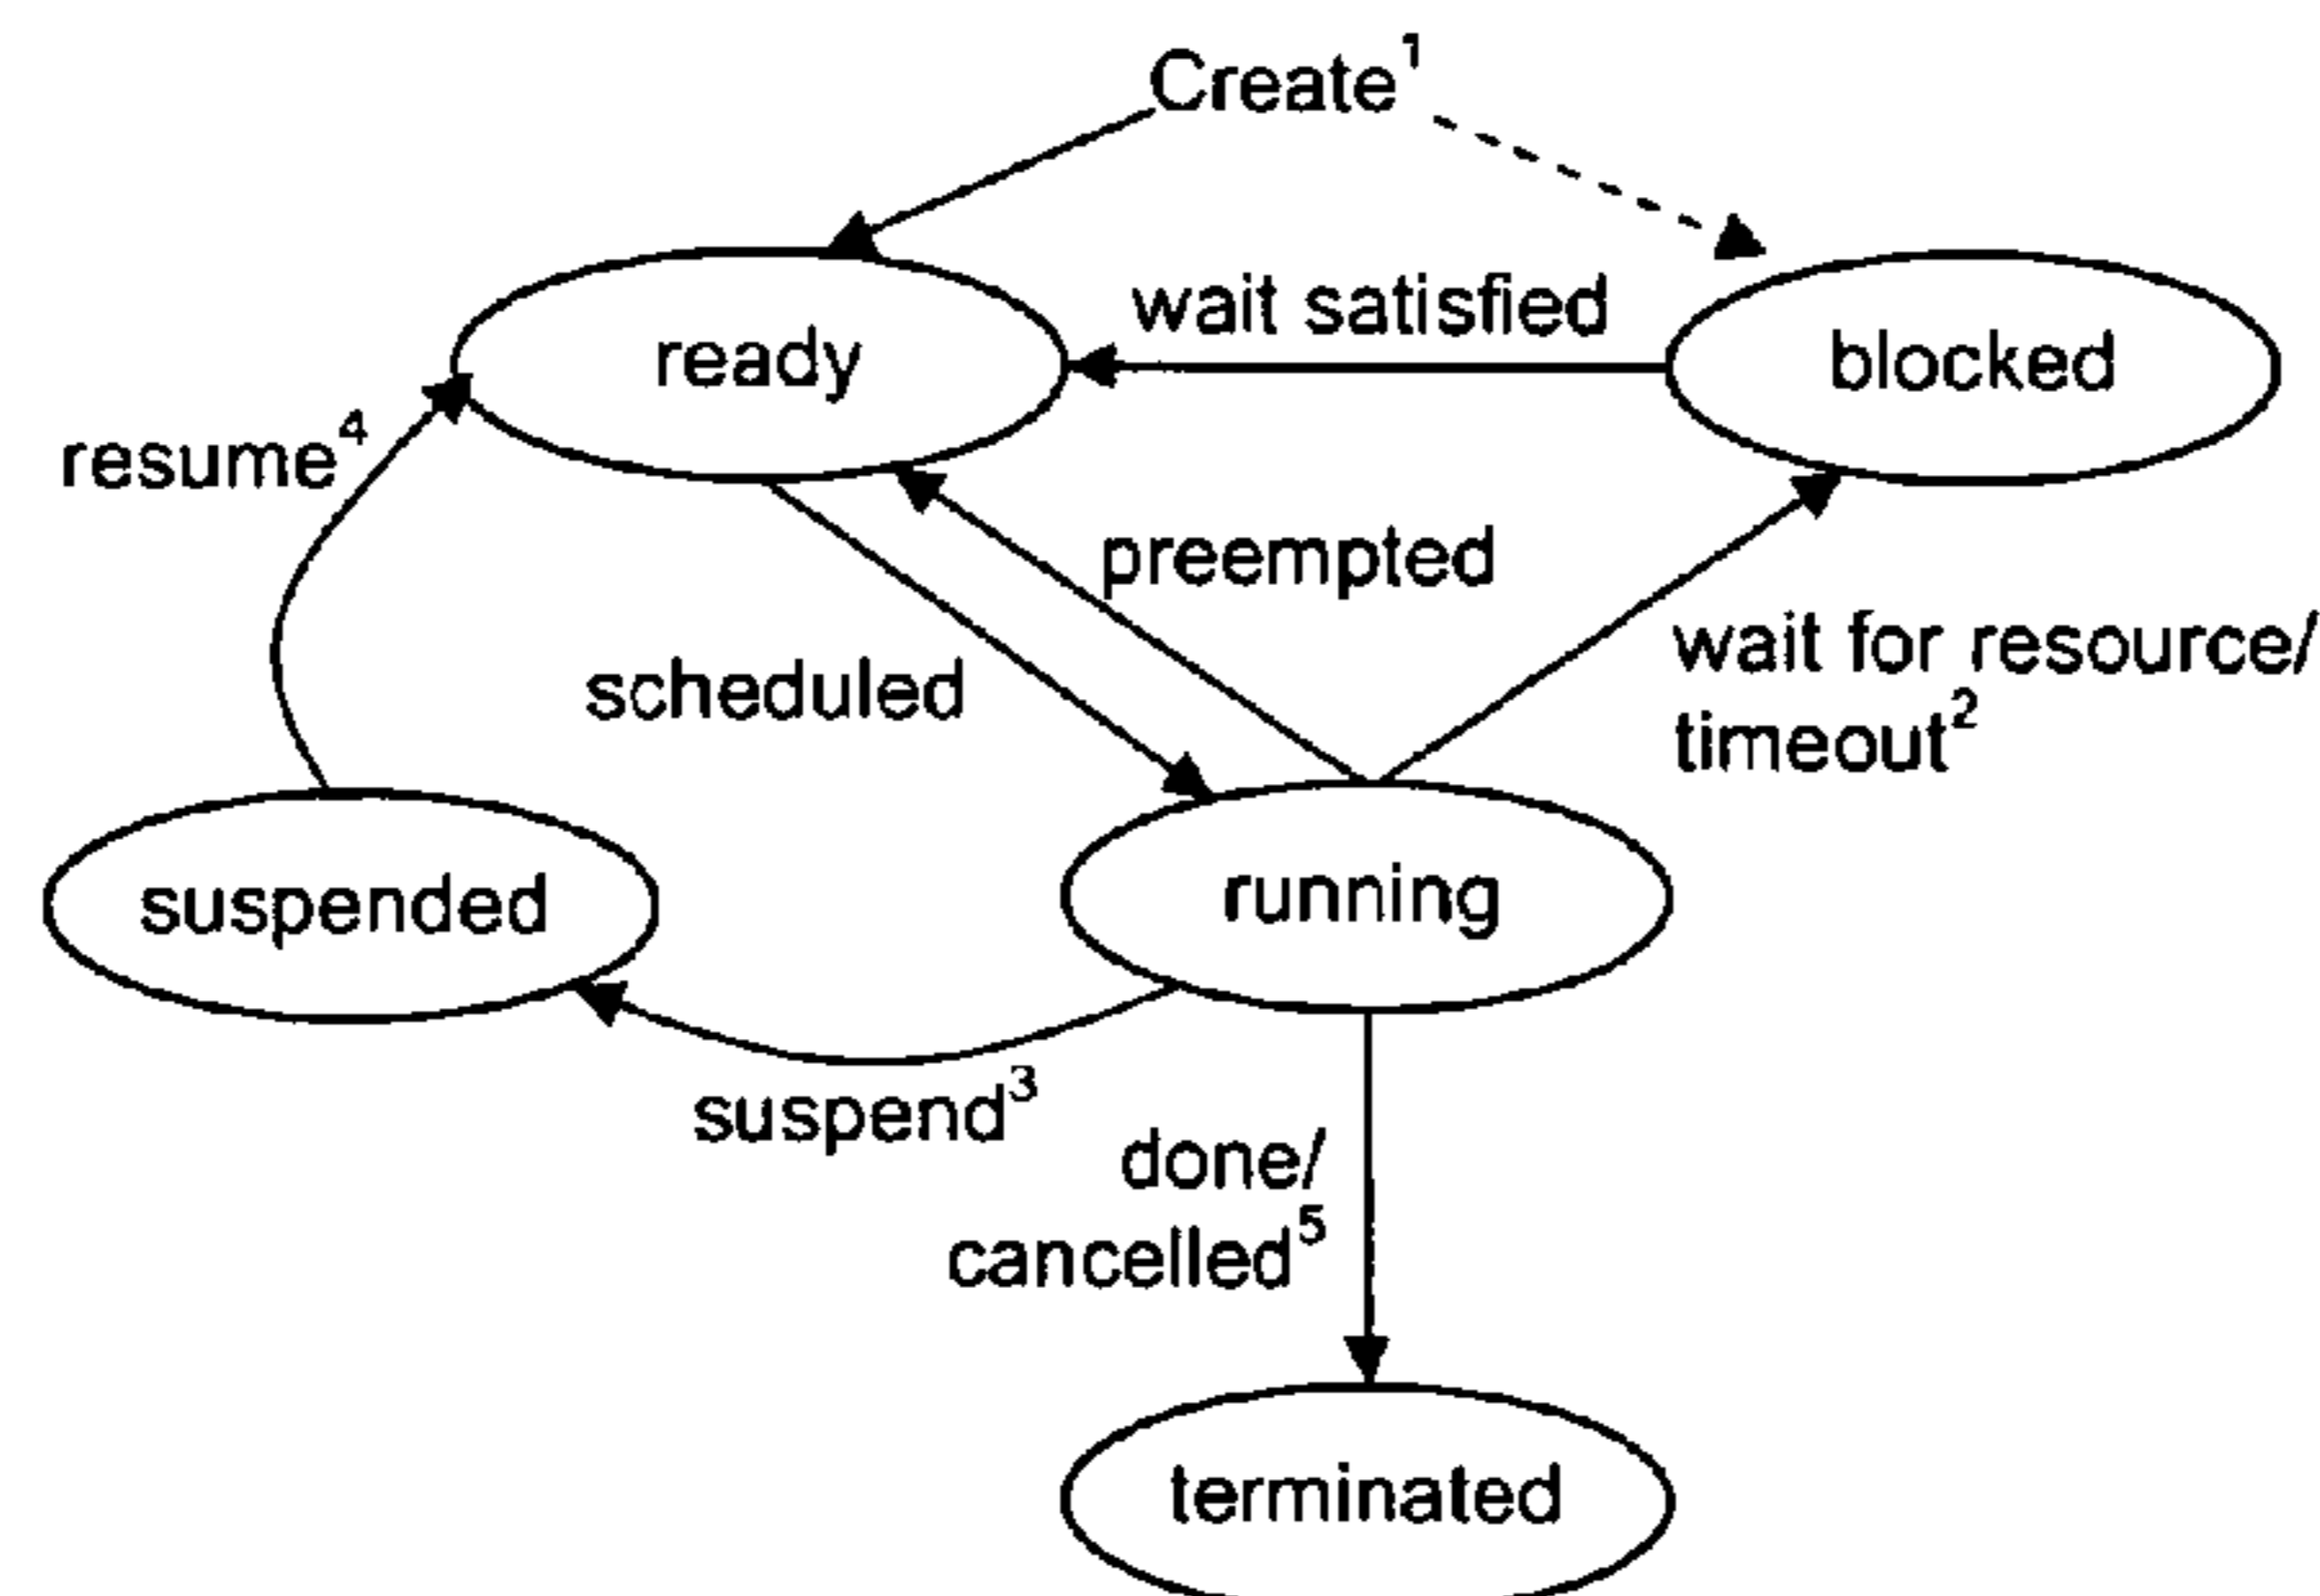 Create1
wait satisfied
ready
blocked
resume4
preempted
wait for resource/
timeout2
scheduled
suspended
running
suspend3
done/
cancelled5
terminated